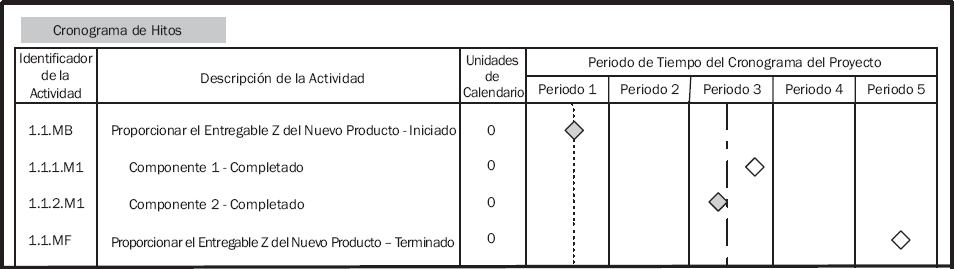 Cronograma de Hitos
Identificador de la Actividad
Descripción de la Actividad
Unidades de Calendario
Periodo de Tiempo del Cronograma del Proyecto
Periodo 1 Periodo 2 Periodo 3 Periodo 4 Periodo 5
1.1.MB Proporcionar el Entregable Z del Nuevo Producto - Iniciado 0
1.1.1.M1 Componente 1 - Completado 0
1.1.2.M1 Componente 2 - Completado 0
1.1.MF Proporcionar el Entregable Z del Nuevo Producto – Terminado 0